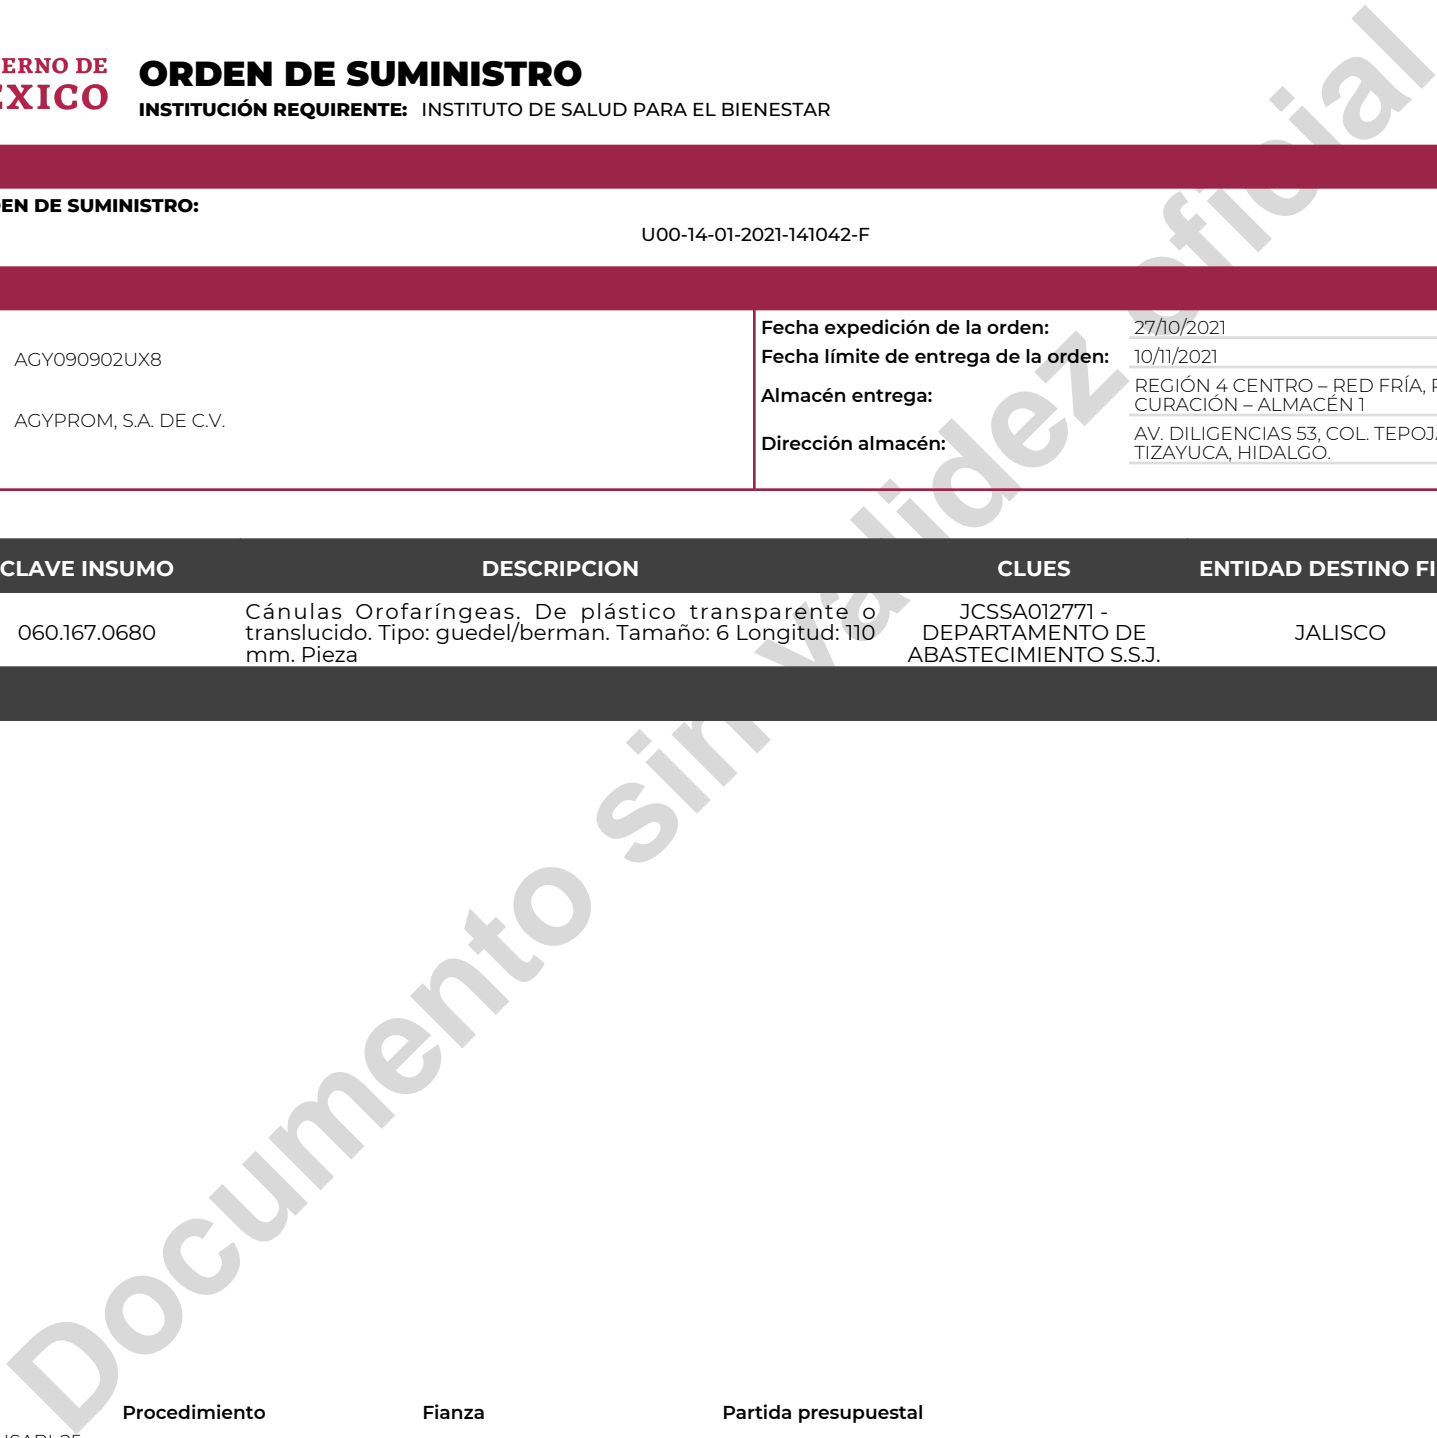 ERNO DE
ÉXICO
ORDEN DE SUMINISTRO
INSTITUCIÓN REQUIRENTE: INSTITUTO DE SALUD PARA EL BIENESTAR
EN DE SUMINISTRO:
U00-14-01-2021-141042-F
AGY090902UX8
AGYPROM, S.A. DE C.V.
Fecha expedición de la orden: 27/10/2021
Fecha límite de entrega de la orden: 10/11/2021
Almacén entrega: REGIÓN 4 CENTRO – RED FRÍA,
CURACIÓN – ALMACÉN 1
Dirección almacén: AV. DILIGENCIAS 53, COL. TEPOJA
TIZAYUCA, HIDALGO.
CLAVE INSUMO DESCRIPCION CLUES ENTIDAD DESTINO FI
060.167.0680
Cánulas Orofaríngeas. De plástico transparente o
translucido. Tipo: guedel/berman. Tamaño: 6 Longitud: 110
mm. Pieza
JCSSA012771 -
DEPARTAMENTO DE
ABASTECIMIENTO S.S.J.
JALISCO
Documento sin validez oficial
Procedimiento Fianza Partida presupuestal